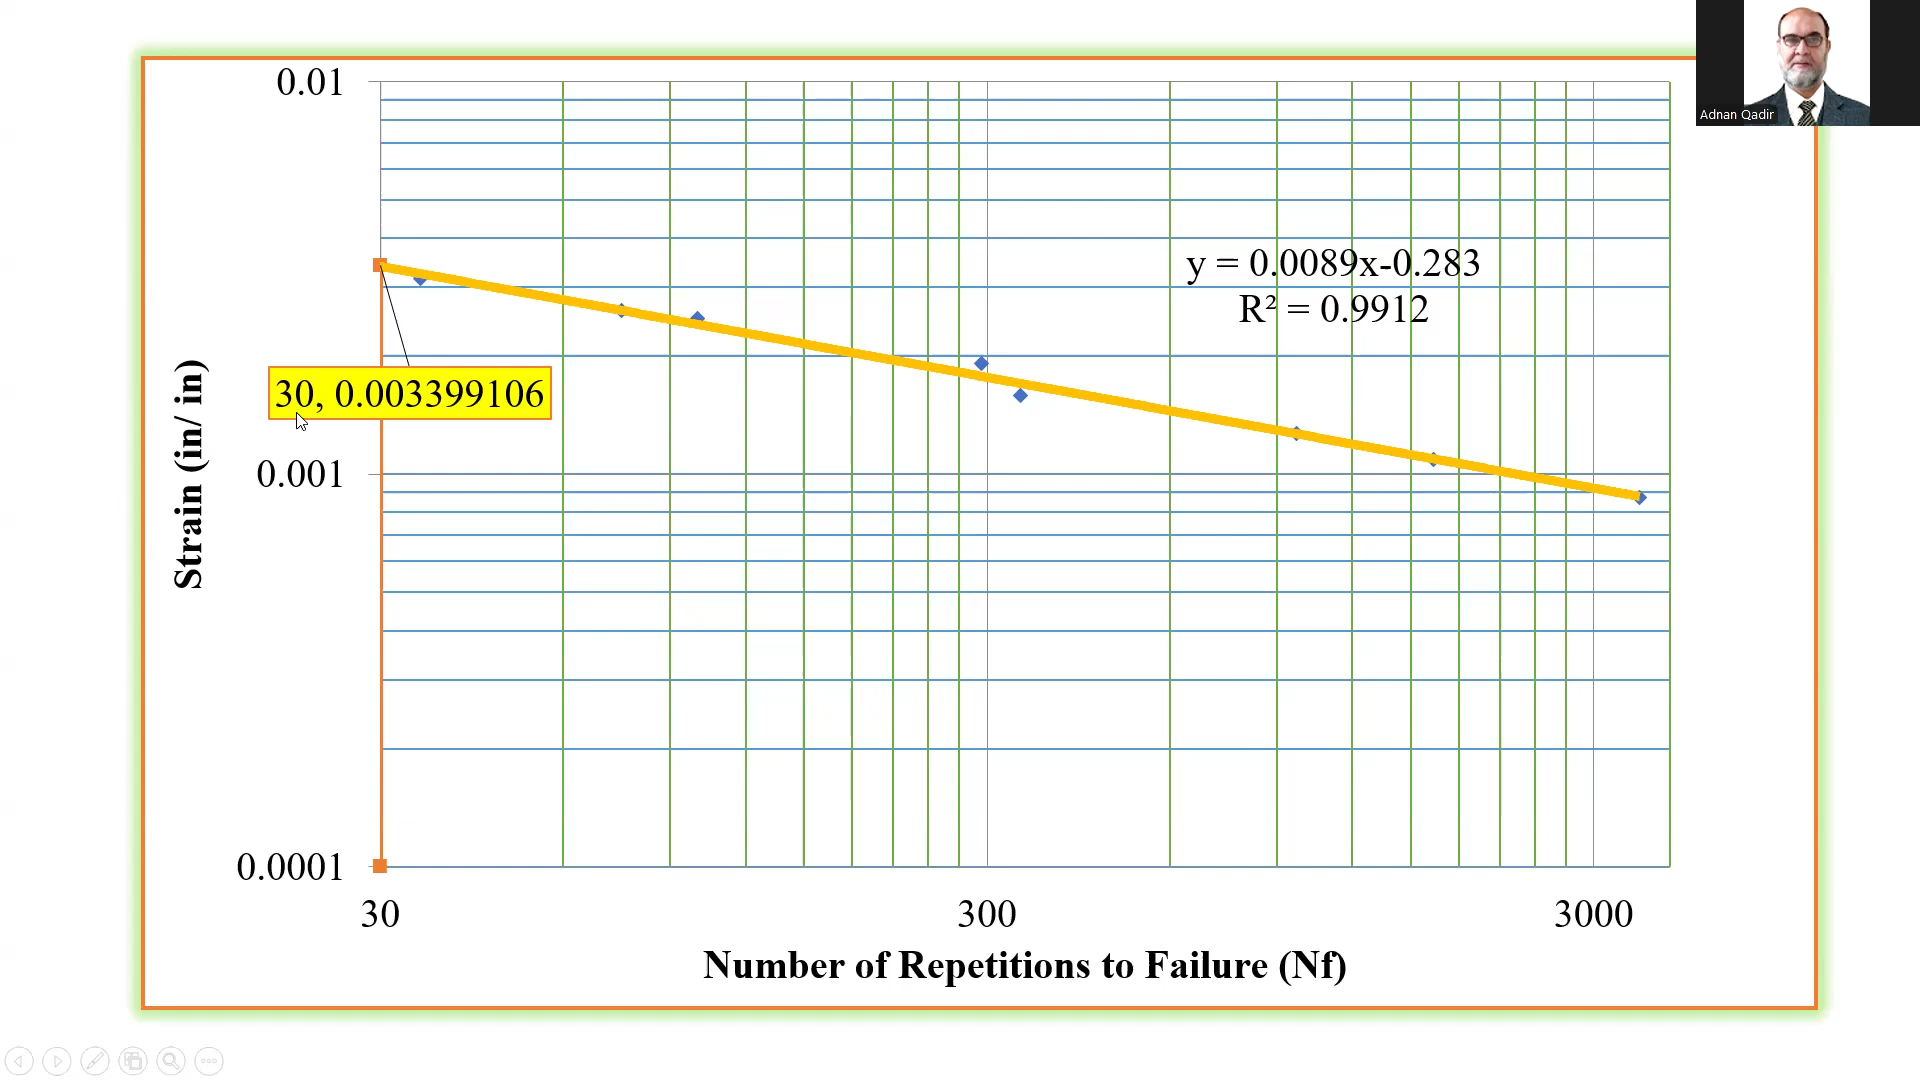 Adnan Qadir
0.01
y = 0.0089x-0.283
R² = 0.9912
30, 0.003399106
Strain (in/ in)
0.001
0.0001
30
300
3000
Number of Repetitions to Failure (Nf)